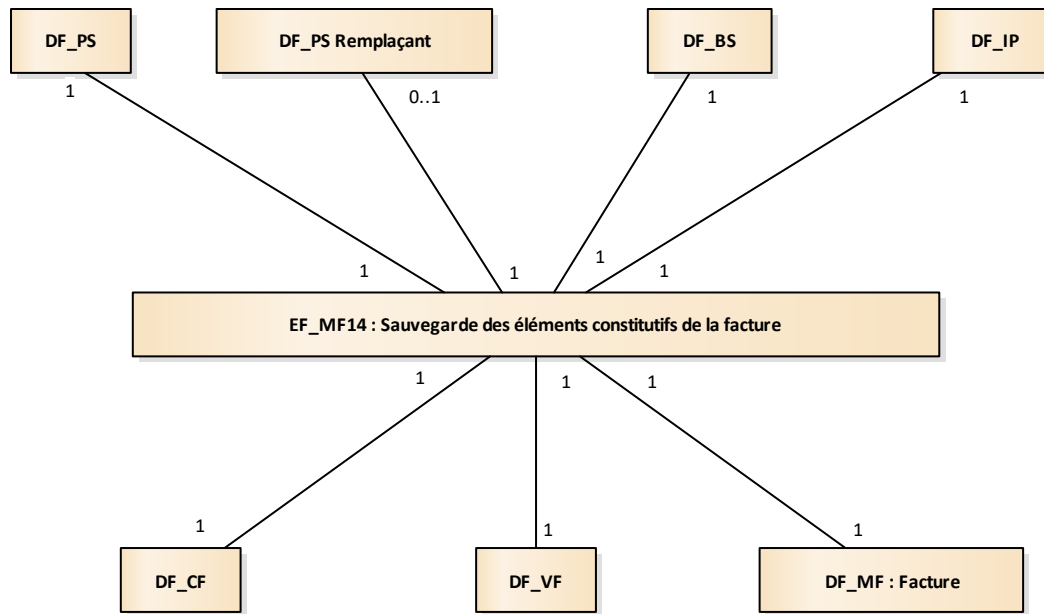 DF_PS
DF_PS Remplaçant
DF_BS
DF_IP
1
0..1
1
1
1
1
1
1
EF_MF14 : Sauvegarde des éléments constitutifs de la facture
1
1
1
1
1
1
DF_CF
DF_VF
DF_MF : Facture